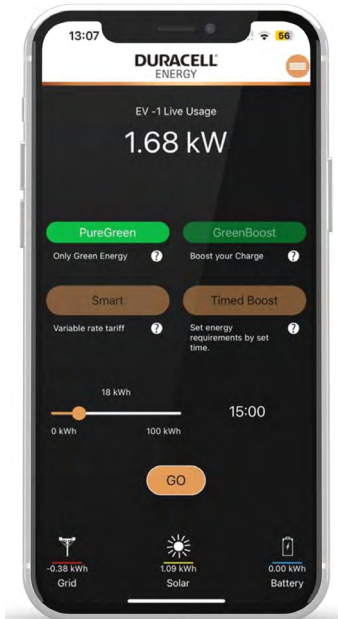 13:07
56
DURACELL
ENERGY
EV -1 Live Usage
1.68 kW
PureGreen
GreenBoost
Only Green Energy ?
Boost your Charge ?
Smart
Timed Boost
Variable rate tariff ?
Set energy ?
requirements by set
time.
18 kWh
15:00
0 kWh
100 kWh
GO
-0.38 kWh
1.09 kWh
0.00 kWh
Grid
Solar
Battery